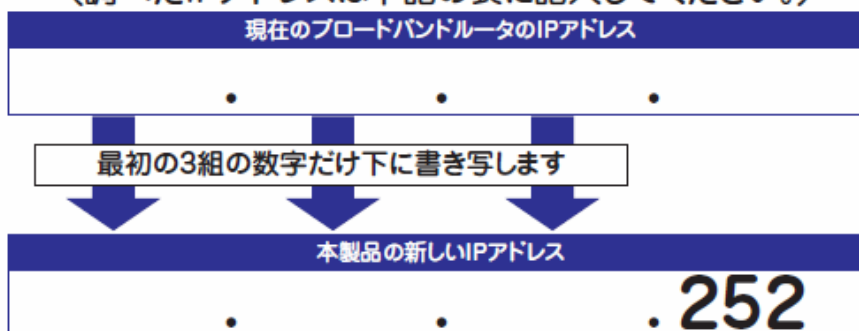 現在のブロードバンドルータのIPアドレス
. . .
最初の3組の数字だけ下に書き写します
本製品の新しいIPアドレス
. . . 252